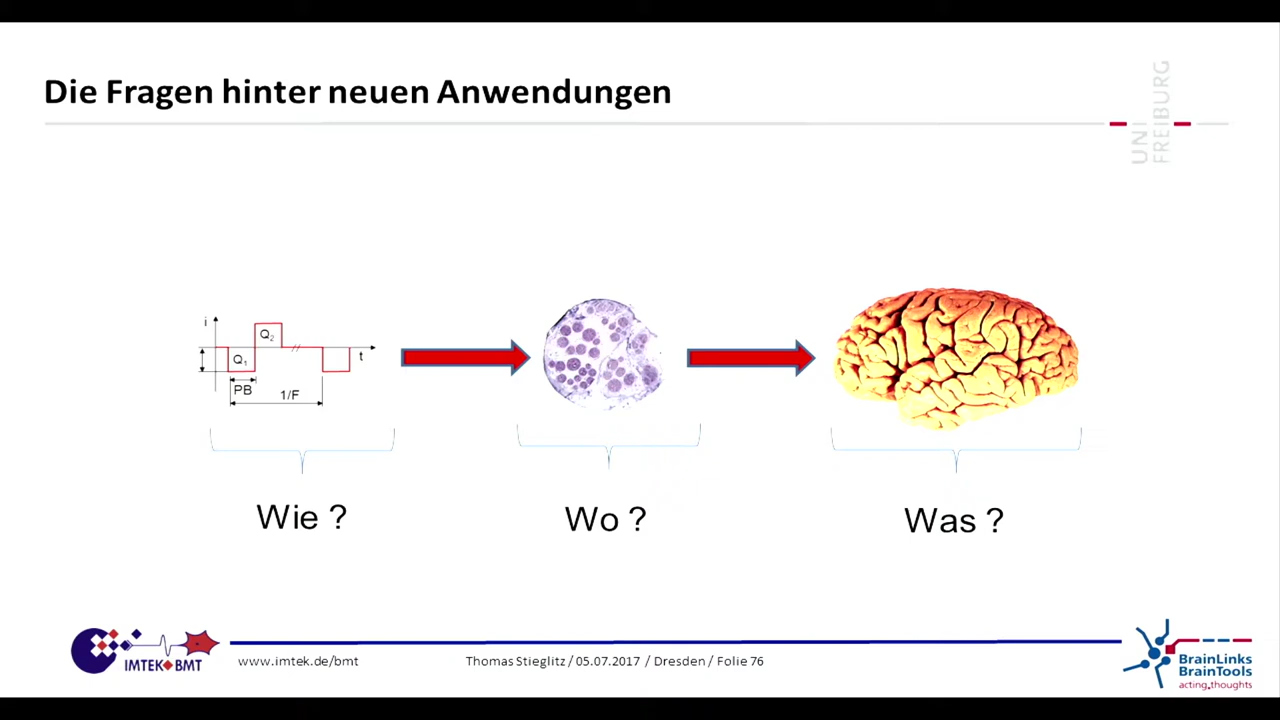 Die Fragen hinter neuen Anwendungen
UNI
FREIBURG
i
Q₂
Q₁
t
PB
1/F
Wie ?
Wo ?
Was ?
IMTEK BMT
www.imtek.de/bmt
Thomas Stieglitz / 05.07.2017 / Dresden / Folie 76
BrainLinks
BrainTools
acting.thoughts